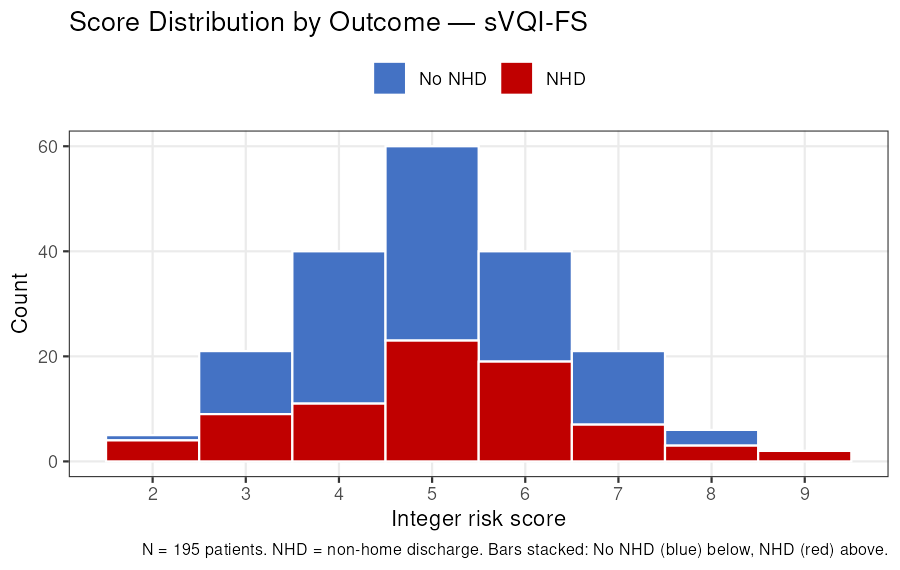 Score Distribution by Outcome — sVQI-FS
No NHD NHD
60
40
20
0
Count
2 3 4 5 6 7 8 9
Integer risk score
N = 195 patients. NHD = non-home discharge. Bars stacked: No NHD (blue) below, NHD (red) above.